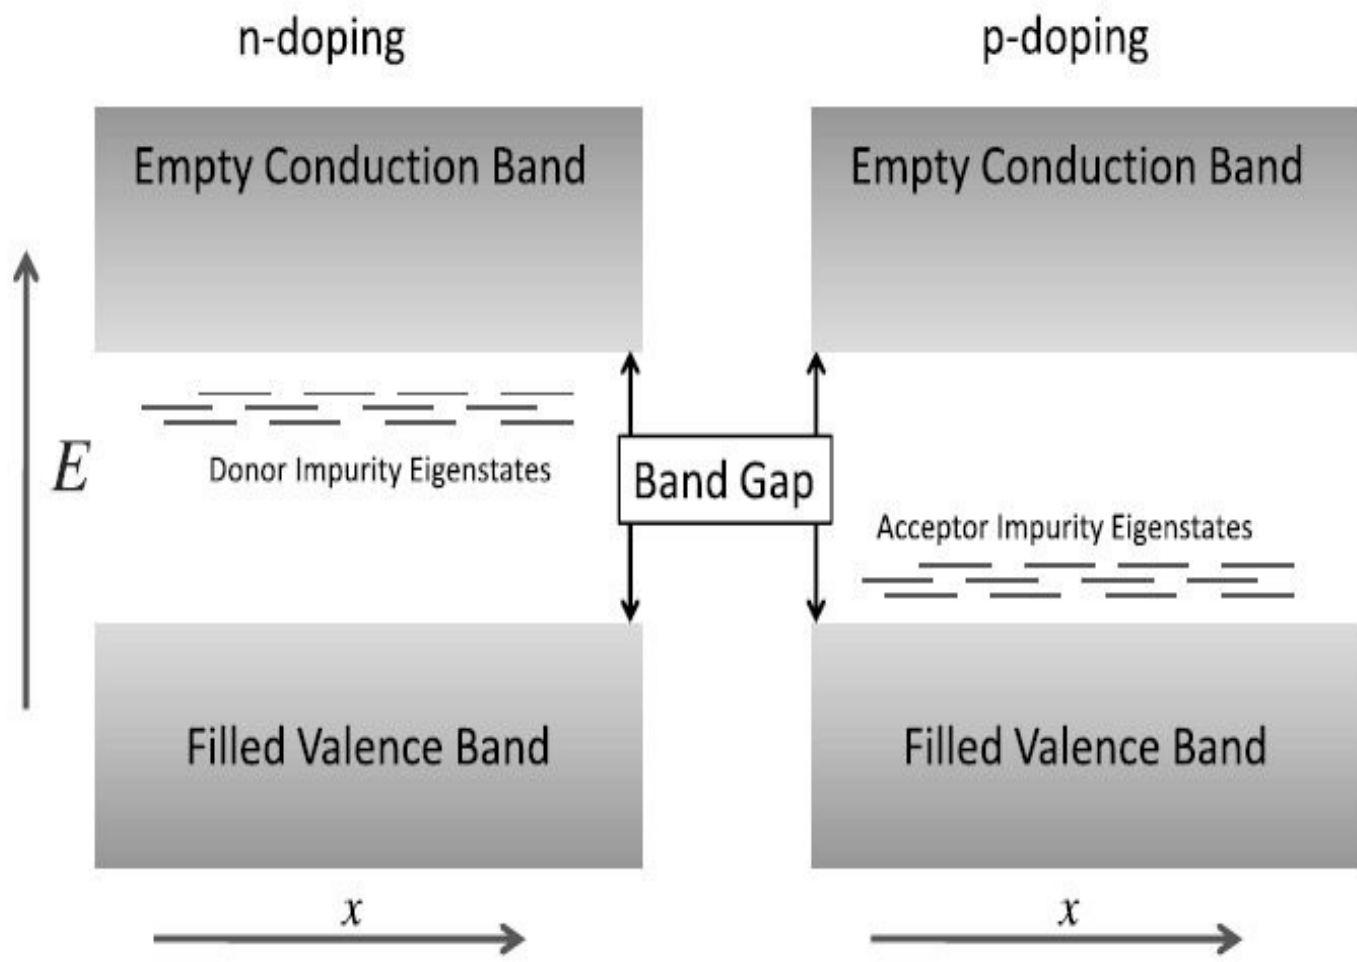 n-doping
p-doping
Empty Conduction Band
Empty Conduction Band
E
Donor Impurity Eigenstates
Band Gap
Acceptor Impurity Eigenstates
Filled Valence Band
Filled Valence Band
x
x